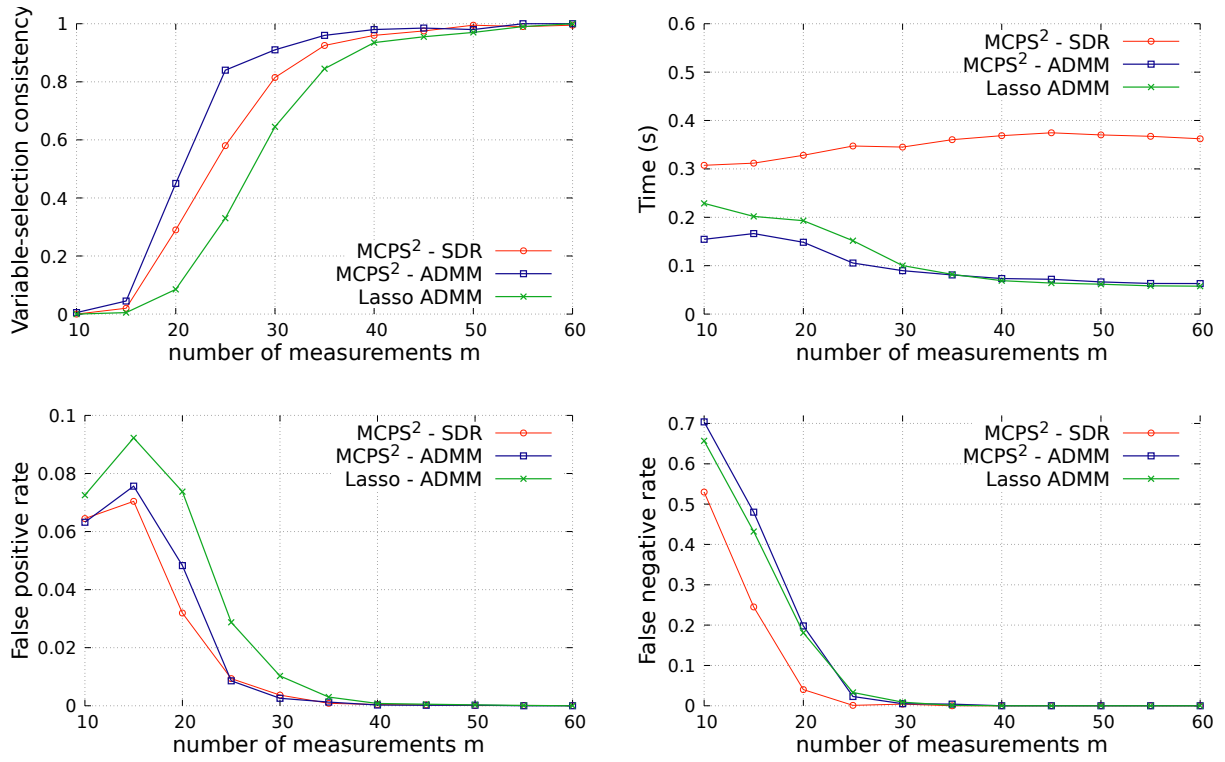 Variable-selection consistency
1
0.8
0.6
0.4
0.2
0
10 20 30 40 50 60
number of measurements m
MCPS² - SDR
MCPS² - ADMM
Lasso ADMM
Time (s)
0.6
0.5
0.4
0.3
0.2
0.1
0
10 20 30 40 50 60
number of measurements m
MCPS² - SDR
MCPS² - ADMM
Lasso ADMM
False positive rate
0.1
0.08
0.06
0.04
0.02
0
10 20 30 40 50 60
number of measurements m
MCPS² - SDR
MCPS² - ADMM
Lasso - ADMM
False negative rate
0.7
0.6
0.5
0.4
0.3
0.2
0.1
0
10 20 30 40 50 60
number of measurements m
MCPS² - SDR
MCPS² - ADMM
Lasso ADMM